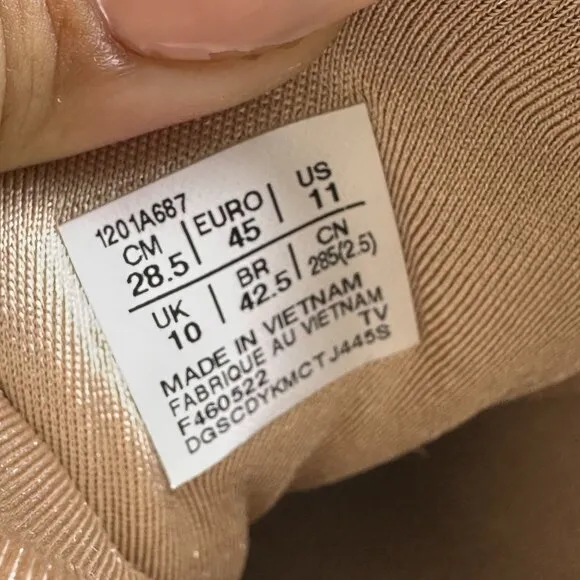 1201A687
CM | EURO | US
28.5 | 45 | 11
UK | BR | CN
10 | 42.5 | 285(2.5)
MADE IN VIETNAM
FABRIQUE AU VIETNAM
F460522 TV
DGSCDYKMCTJ445S